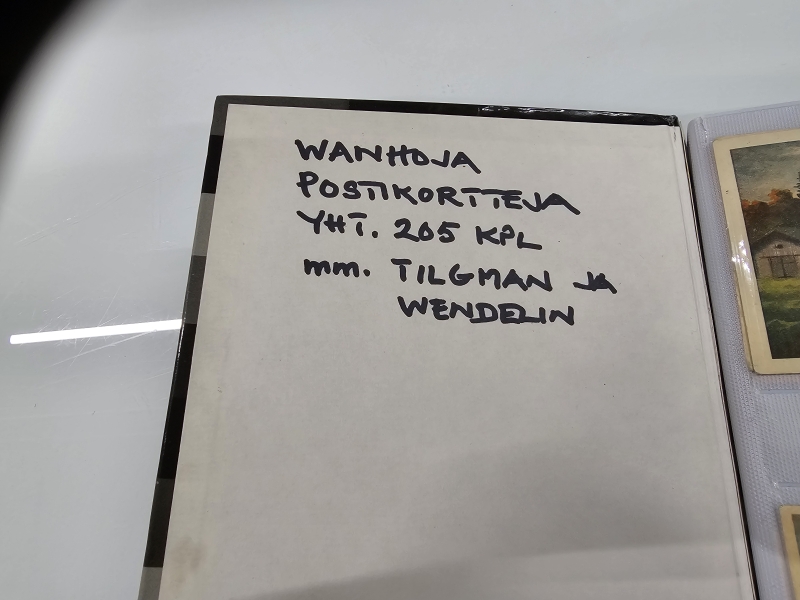 WANHOJA
POSTIKORTTEJA
YHT. 205 KPL
mm. TILGMAN JA
WENDELIN